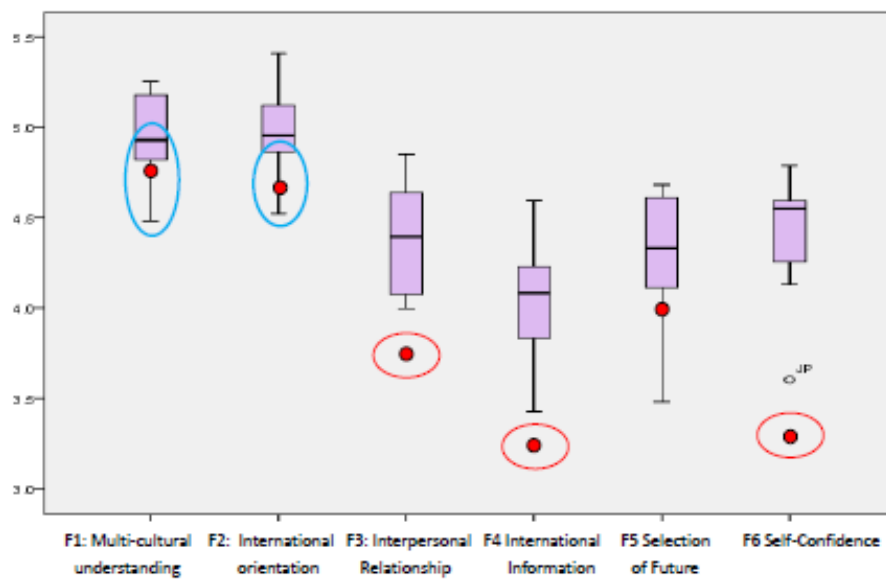 5.5
5.0
4.5
4.0
3.5
3.0
JP
F1: Multi-cultural understanding
F2: International orientation
F3: Interpersonal Relationship
F4 International Information
F5 Selection of Future
F6 Self-Confidence